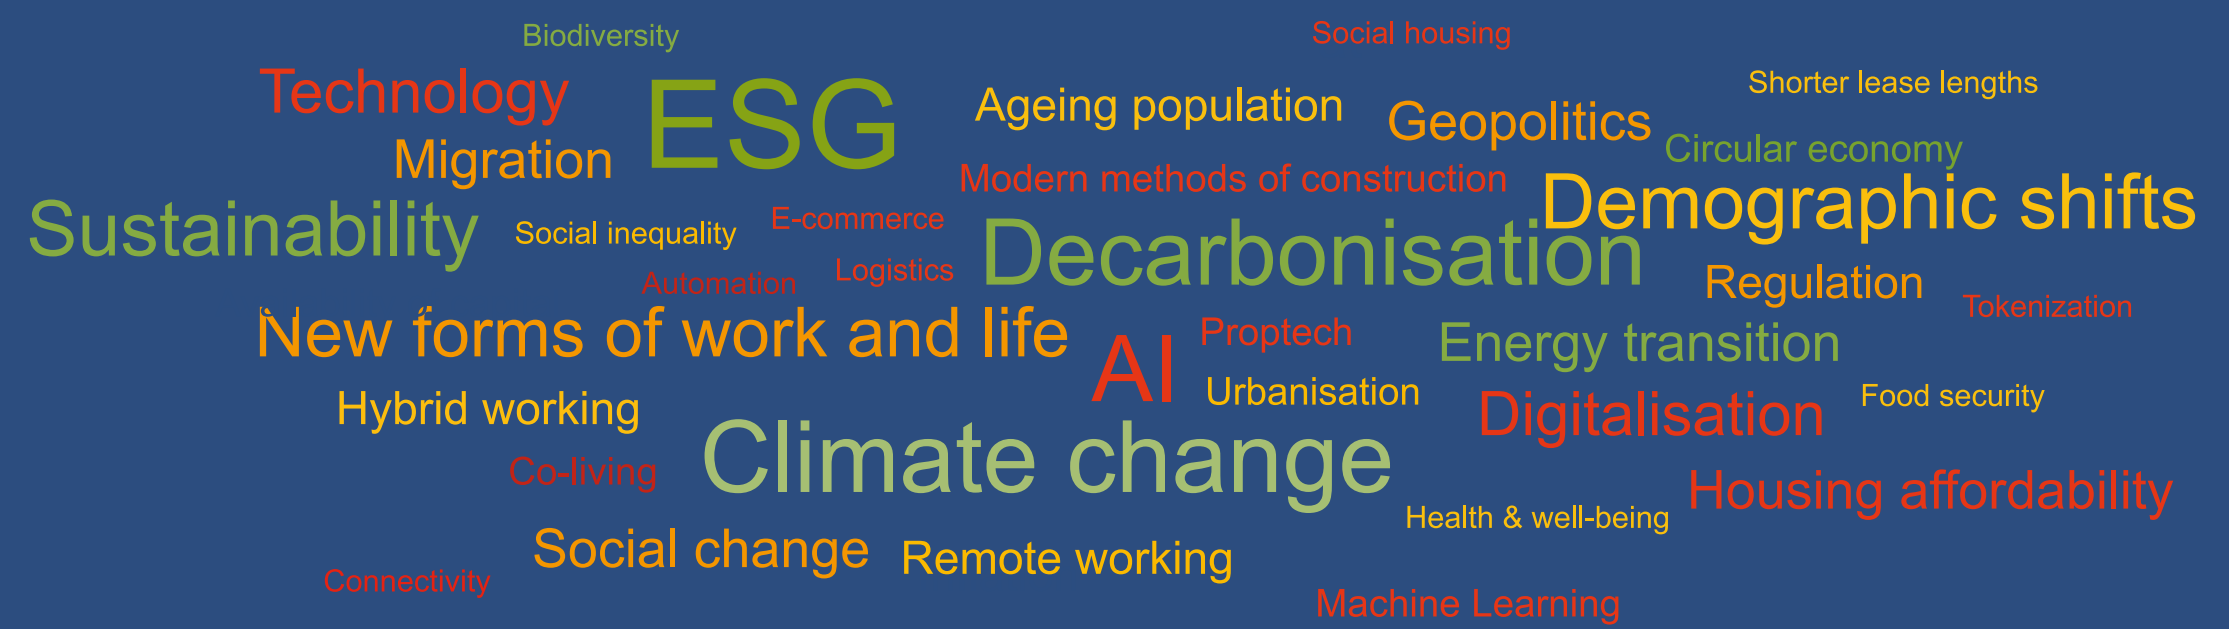 Biodiversity
Social housing
Technology
ESG
Ageing population
Geopolitics
Shorter lease lengths
Migration
Modern methods of construction
Circular economy
Demographic shifts
Sustainability
Social inequality
E-commerce
Decarbonisation
Automation
Logistics
Regulation
Tokenization
New forms of work and life
AI
Proptech
Energy transition
Hybrid working
Urbanisation
Digitalisation
Food security
Climate change
Co-living
Housing affordability
Health & well-being
Social change
Remote working
Connectivity
Machine Learning